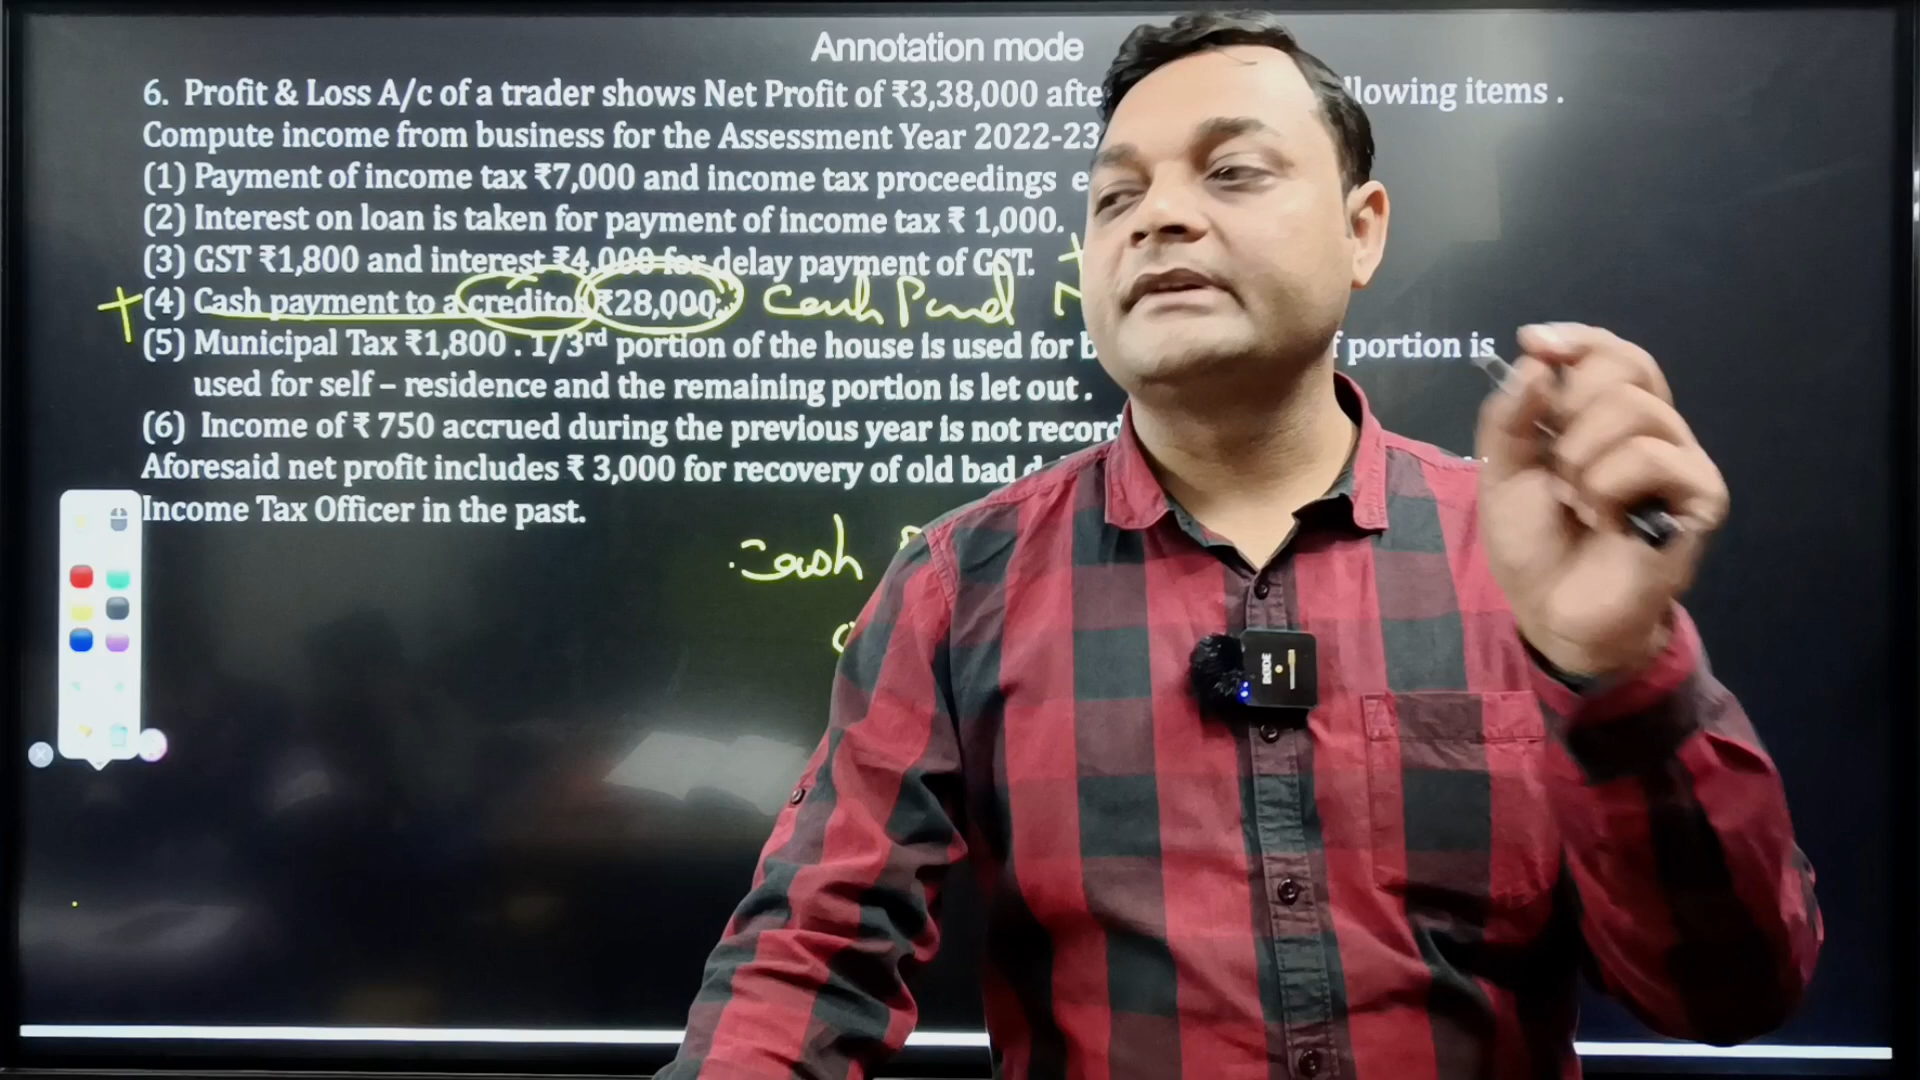 Annotation mode
6. Profit & Loss A/c of a trader shows Net Profit of ₹3,38,000 lowing items .
Compute income from business for the Assessment Year 2022-23
(1) Payment of income tax ₹7,000 and income tax proceedings
(2) Interest on loan is taken for payment of income tax ₹ 1,000.
(3) GST ₹1,800 and interest ₹4,000 for delay payment of GST. +
+ (4) Cash payment to a creditor ₹28,000. Cash Paid
(5) Municipal Tax ₹1,800 . 1/3rd portion of the house is used for portion is
used for self – residence and the remaining portion is let out .
(6) Income of ₹ 750 accrued during the previous year is not
Aforesaid net profit includes ₹ 3,000 for recovery of old bad
Income Tax Officer in the past.
Cash
RODE